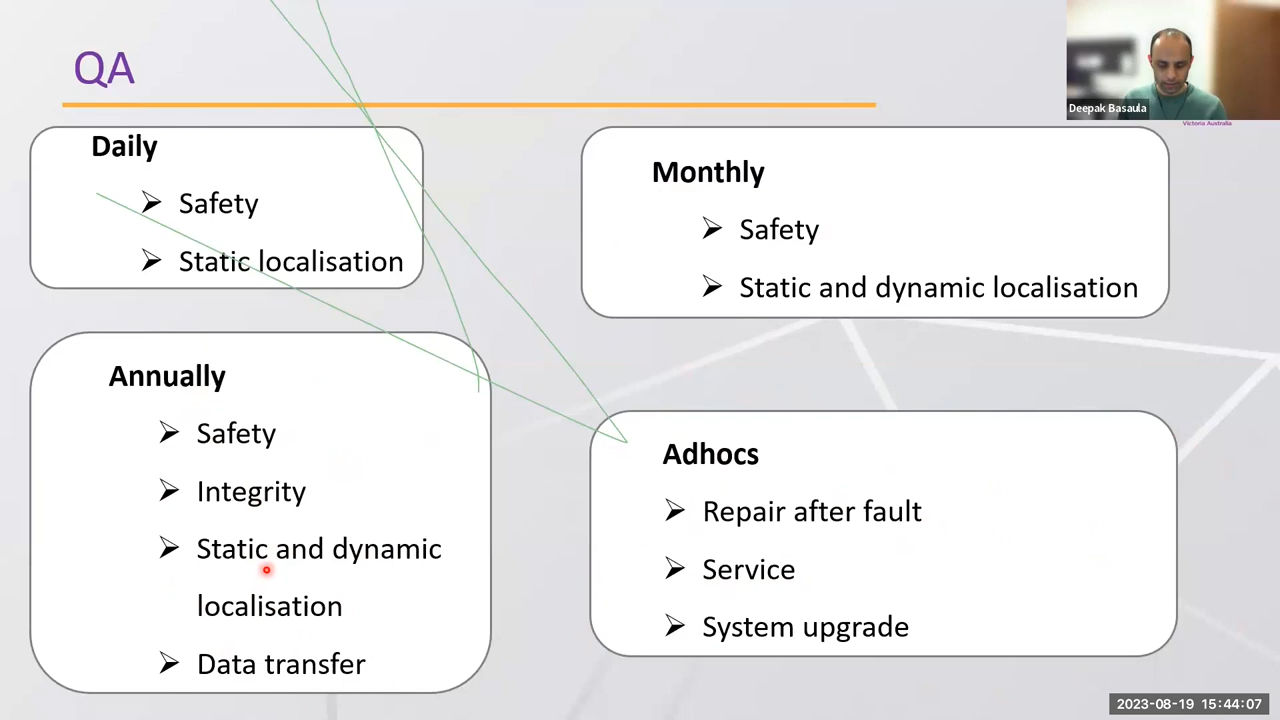 QA
Deepak Basaula
Victoria Australia
Daily
➢ Safety
➢ Static localisation
Monthly
➢ Safety
➢ Static and dynamic localisation
Annually
➢ Safety
➢ Integrity
➢ Static and dynamic
localisation
➢ Data transfer
Adhocs
➢ Repair after fault
➢ Service
➢ System upgrade
2023-08-19 15:44:07